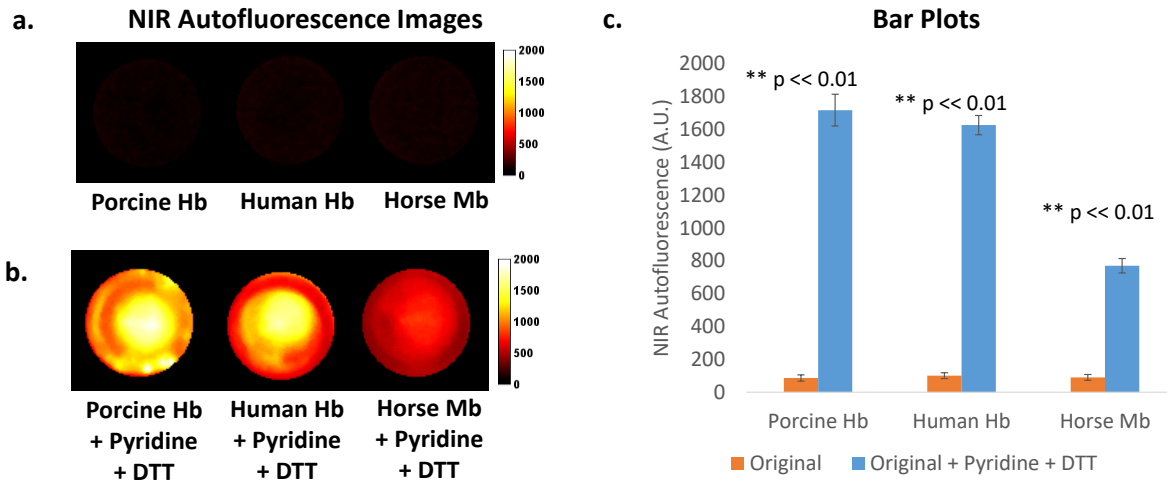 a.
NIR Autofluorescence Images
2000
1500
1000
500
0
Porcine Hb Human Hb Horse Mb
b.
2000
1500
1000
500
0
Porcine Hb Human Hb Horse Mb
+ Pyridine + Pyridine + Pyridine
+ DTT + DTT + DTT
c.
Bar Plots
NIR Autofluorescence (A.U.)
2000
1800
1600
1400
1200
1000
800
600
400
200
0
** p << 0.01
** p << 0.01
** p << 0.01
Porcine Hb Human Hb Horse Mb
Original Original + Pyridine + DTT